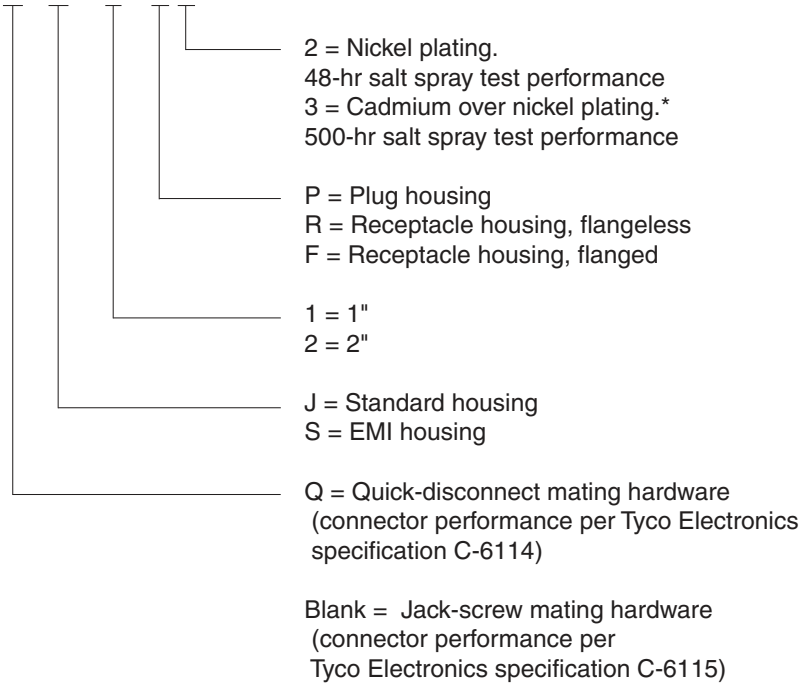 2 = Nickel plating.
48-hr salt spray test performance
3 = Cadmium over nickel plating.*
500-hr salt spray test performance
P = Plug housing
R = Receptacle housing, flangeless
F = Receptacle housing, flanged
1 = 1"
2 = 2"
J = Standard housing
S = EMI housing
Q = Quick-disconnect mating hardware
(connector performance per Tyco Electronics
specification C-6114)
Blank = Jack-screw mating hardware
(connector performance per
Tyco Electronics specification C-6115)